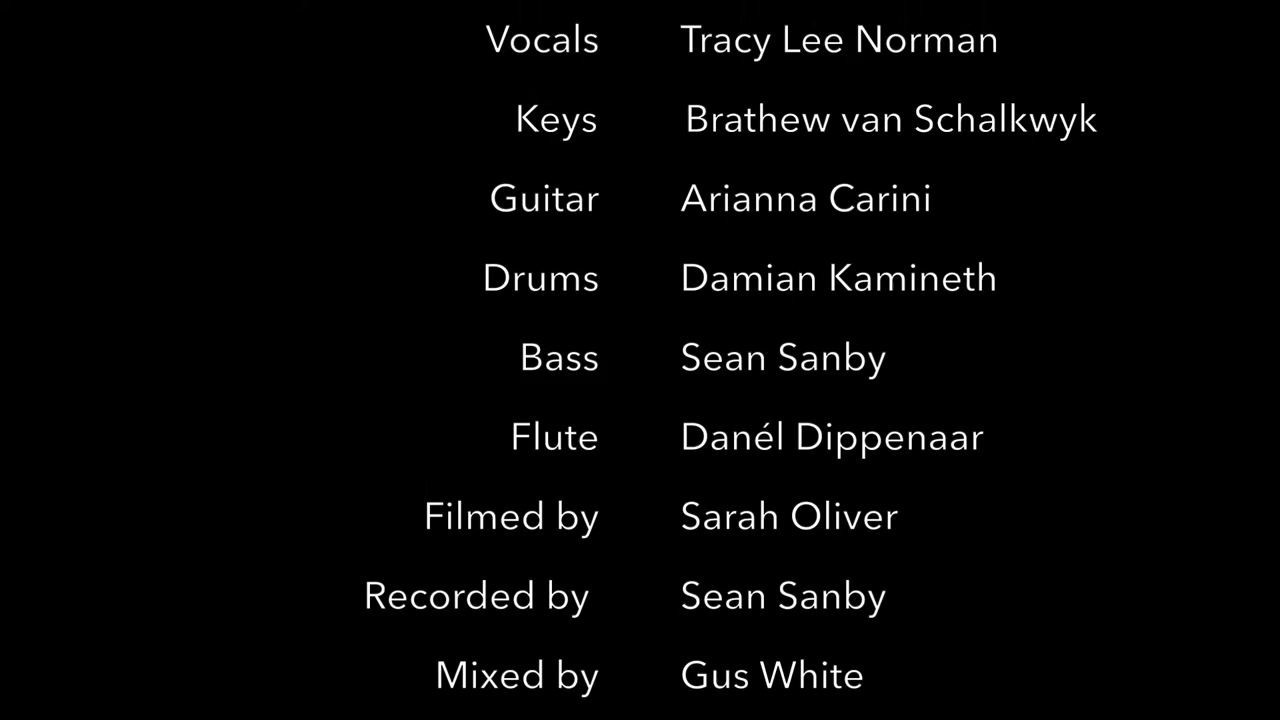 Vocals Tracy Lee Norman
Keys Brathew van Schalkwyk
Guitar Arianna Carini
Drums Damian Kamineth
Bass Sean Sanby
Flute Danél Dippenaar
Filmed by Sarah Oliver
Recorded by Sean Sanby
Mixed by Gus White